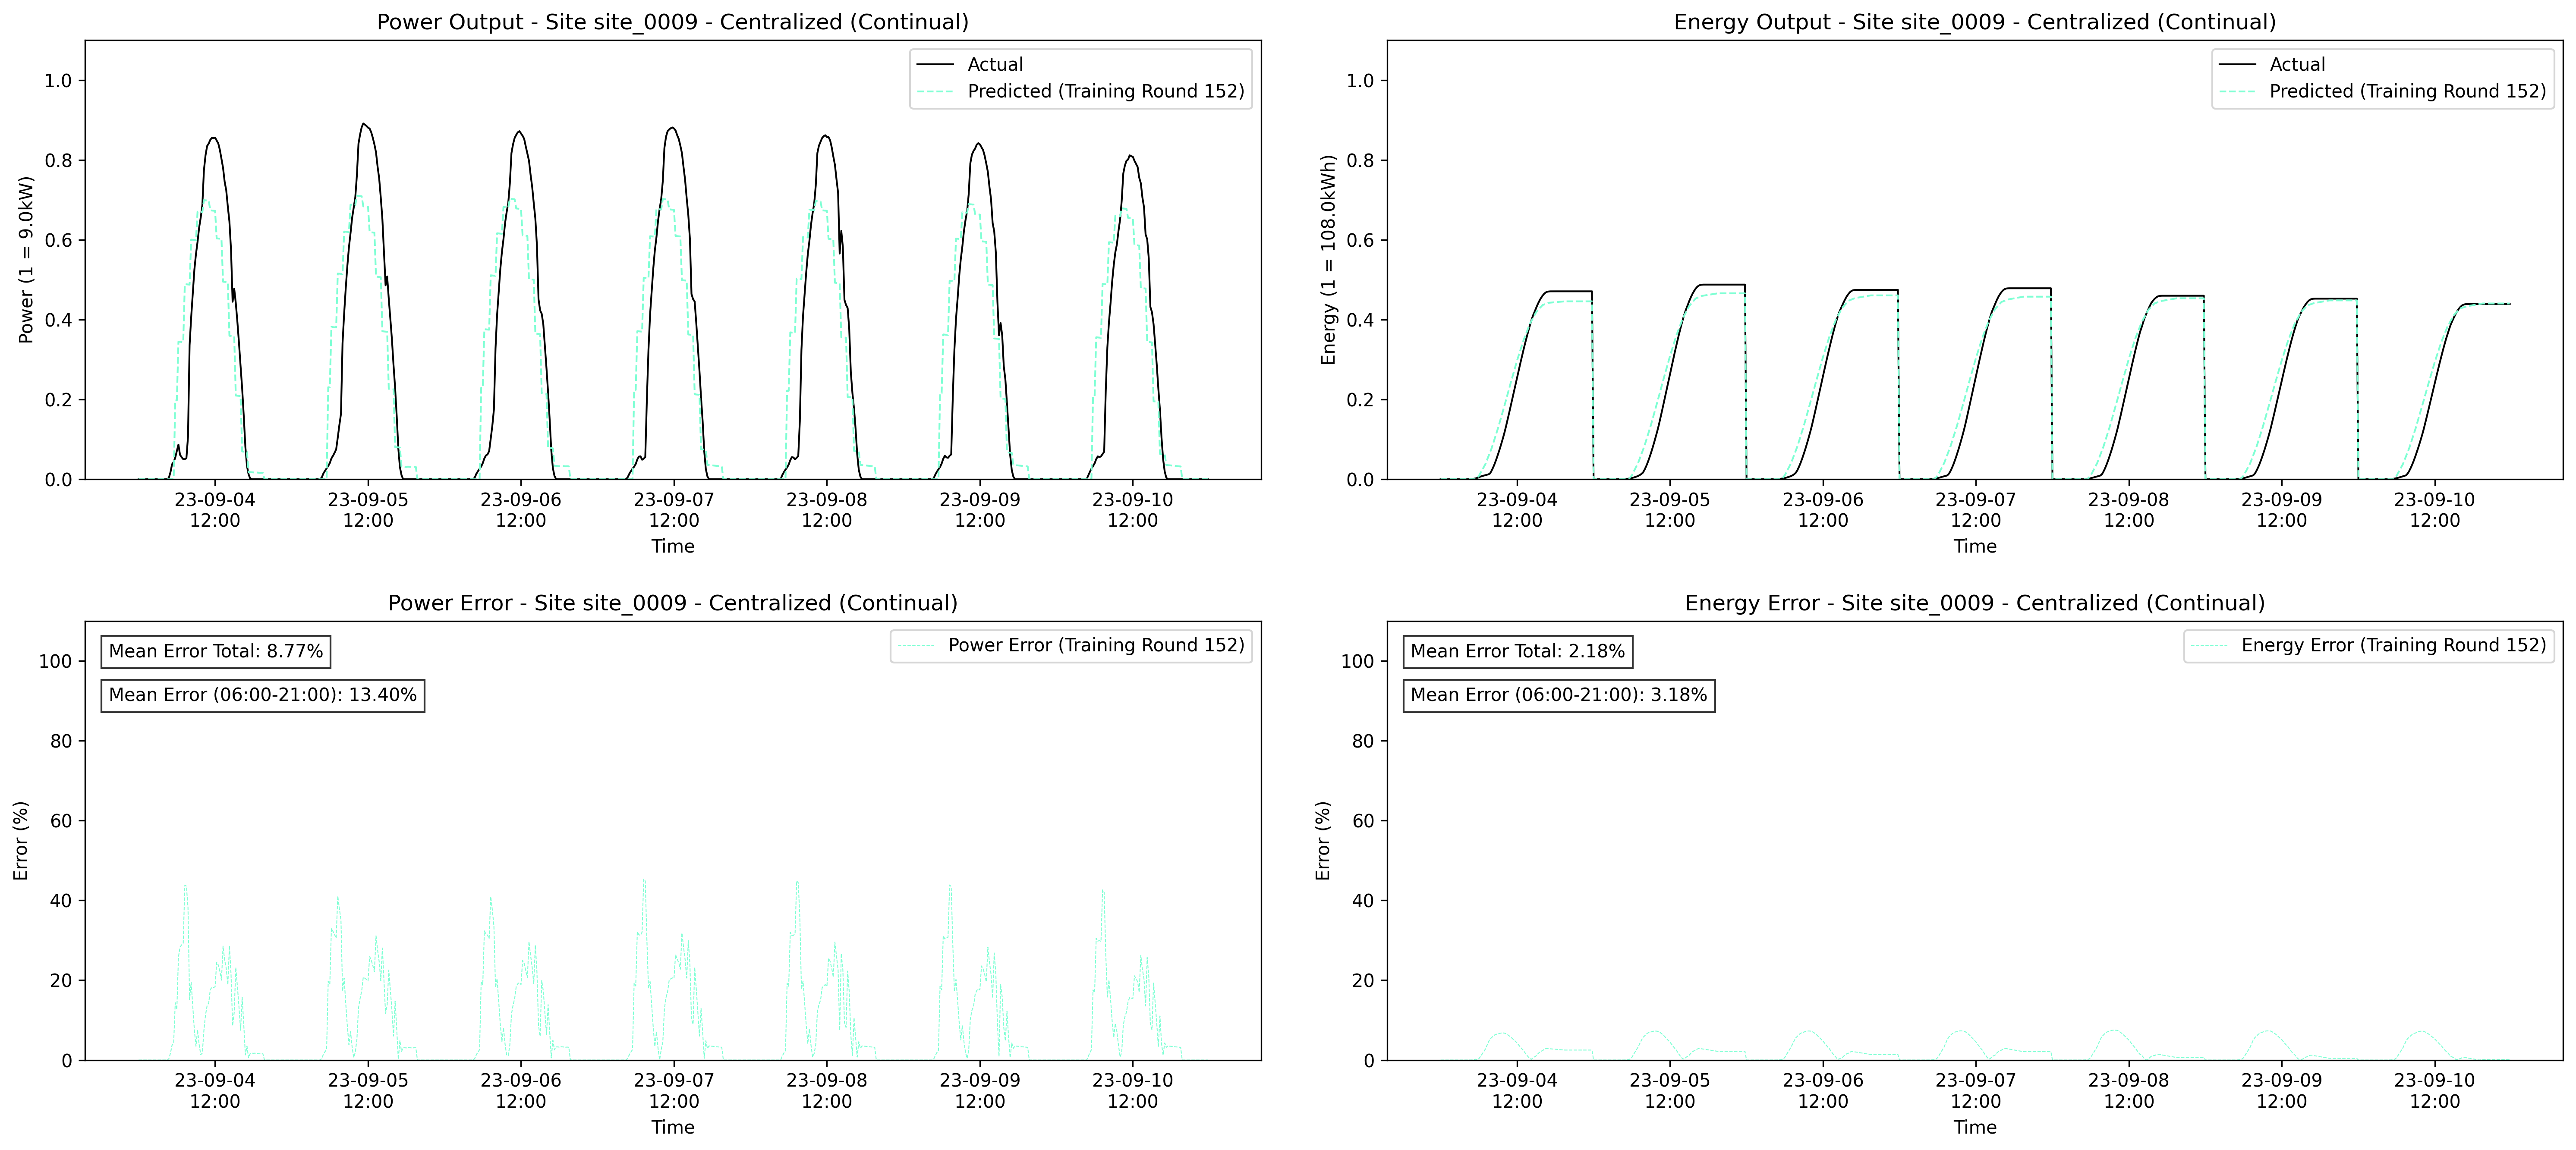 Power Output - Site site_0009 - Centralized (Continual)
Power (1 = 9.0kW)
1.0
0.8
0.6
0.4
0.2
0.0
Actual
Predicted (Training Round 152)
23-09-04 12:00
23-09-05 12:00
23-09-06 12:00
23-09-07 12:00
23-09-08 12:00
23-09-09 12:00
23-09-10 12:00
Time
Energy Output - Site site_0009 - Centralized (Continual)
Energy (1 = 108.0kWh)
1.0
0.8
0.6
0.4
0.2
0.0
Actual
Predicted (Training Round 152)
23-09-04 12:00
23-09-05 12:00
23-09-06 12:00
23-09-07 12:00
23-09-08 12:00
23-09-09 12:00
23-09-10 12:00
Time
Power Error - Site site_0009 - Centralized (Continual)
Error (%)
100
80
60
40
20
0
Mean Error Total: 8.77%
Mean Error (06:00-21:00): 13.40%
Power Error (Training Round 152)
23-09-04 12:00
23-09-05 12:00
23-09-06 12:00
23-09-07 12:00
23-09-08 12:00
23-09-09 12:00
23-09-10 12:00
Time
Energy Error - Site site_0009 - Centralized (Continual)
Error (%)
100
80
60
40
20
0
Mean Error Total: 2.18%
Mean Error (06:00-21:00): 3.18%
Energy Error (Training Round 152)
23-09-04 12:00
23-09-05 12:00
23-09-06 12:00
23-09-07 12:00
23-09-08 12:00
23-09-09 12:00
23-09-10 12:00
Time